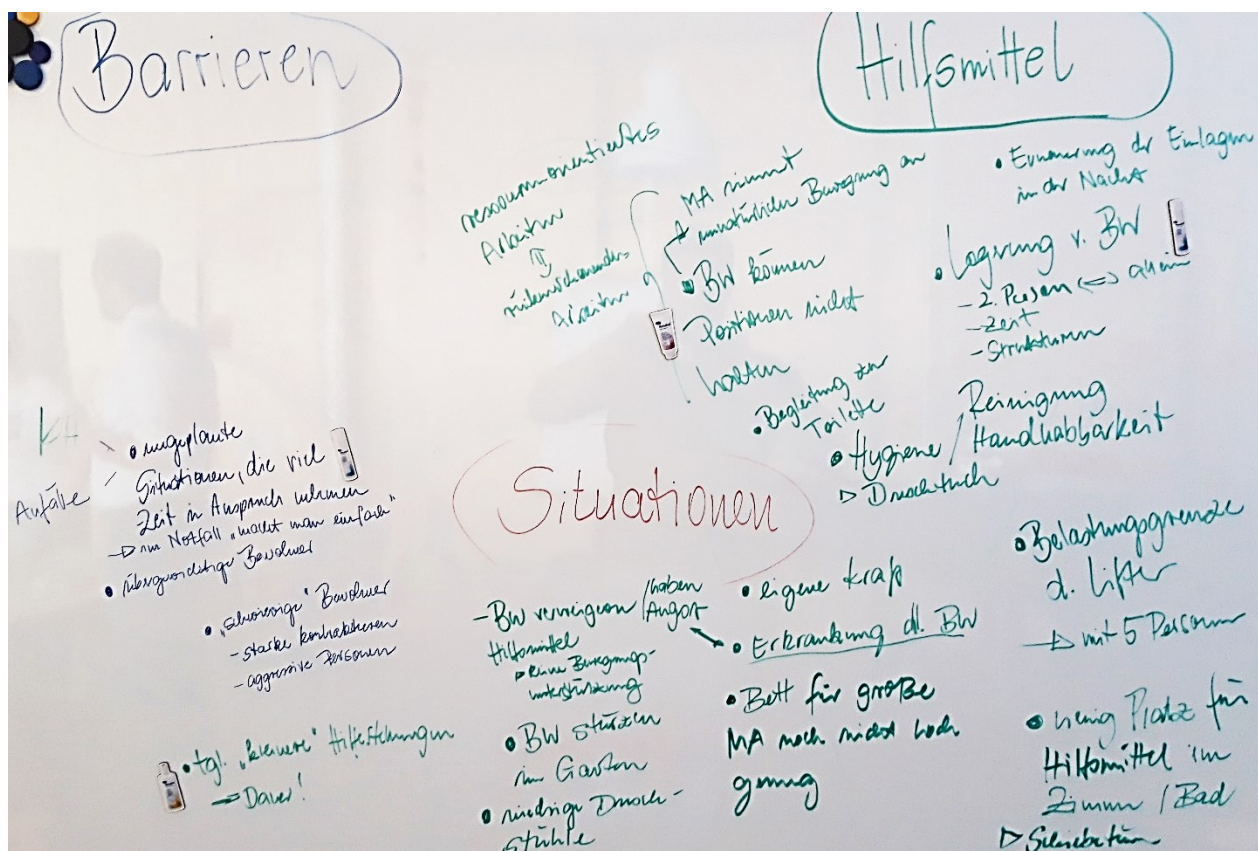 Barrieren
Hilfsmittel
ressourcenorientiertes
Arbeiten
rückenschonendes
Arbeiten
MA nimmt
unnatürliche Bewegung an
• BW können
Positionen nicht
halten
• Erneuerung der Einlagen
in der Nacht
• Lagerung v. BW
- 2. Person <=> allein
- Zeit
- Strukturen
• Begleitung zur
Toilette
• Hygiene / Reinigung
Handhabbarkeit
▷ Duschtuch
KH
Anfälle
• ungeplante
Situationen, die viel
Zeit in Anspruch nehmen
-▷ im Notfall „macht man einfach"
• übergewichtige Bewohner
• „schwierige" Bewohner
- starke Kontrakturen
- aggressive Personen
• tgl. „kleinere" Hilfestellungen
Dauer!
Situationen
- BW verweigern / haben Angst
Hilfsmittel
▷ keine Bewegungs-
unterstützung
• BW stürzen
im Garten
• niedrige Dusch-
stühle
• eigene Kraft
• Erkrankung d. BW
• Bett für große
MA noch nicht hoch
genug
• Belastungsgrenze
d. Lifter
-▷ mit 5 Personen
• wenig Platz für
Hilfsmittel im
Zimmer / Bad
▷ Schiebetüren